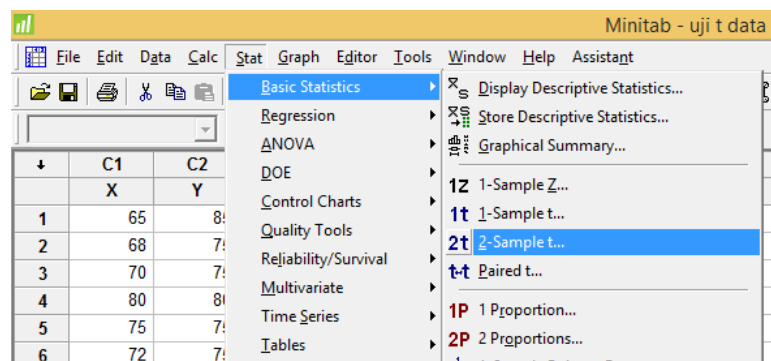 Minitab - uji t data
File Edit Data Calc Stat Graph Editor Tools Window Help Assistant
Basic Statistics
Regression
ANOVA
DOE
Control Charts
Quality Tools
Reliability/Survival
Multivariate
Time Series
Tables
Display Descriptive Statistics...
Store Descriptive Statistics...
Graphical Summary...
1Z 1-Sample Z...
1t 1-Sample t...
2t 2-Sample t...
t-t Paired t...
1P 1 Proportion...
2P 2 Proportions...
C1 C2
X Y
1 65
2 68
3 70
4 80
5 75
6 72